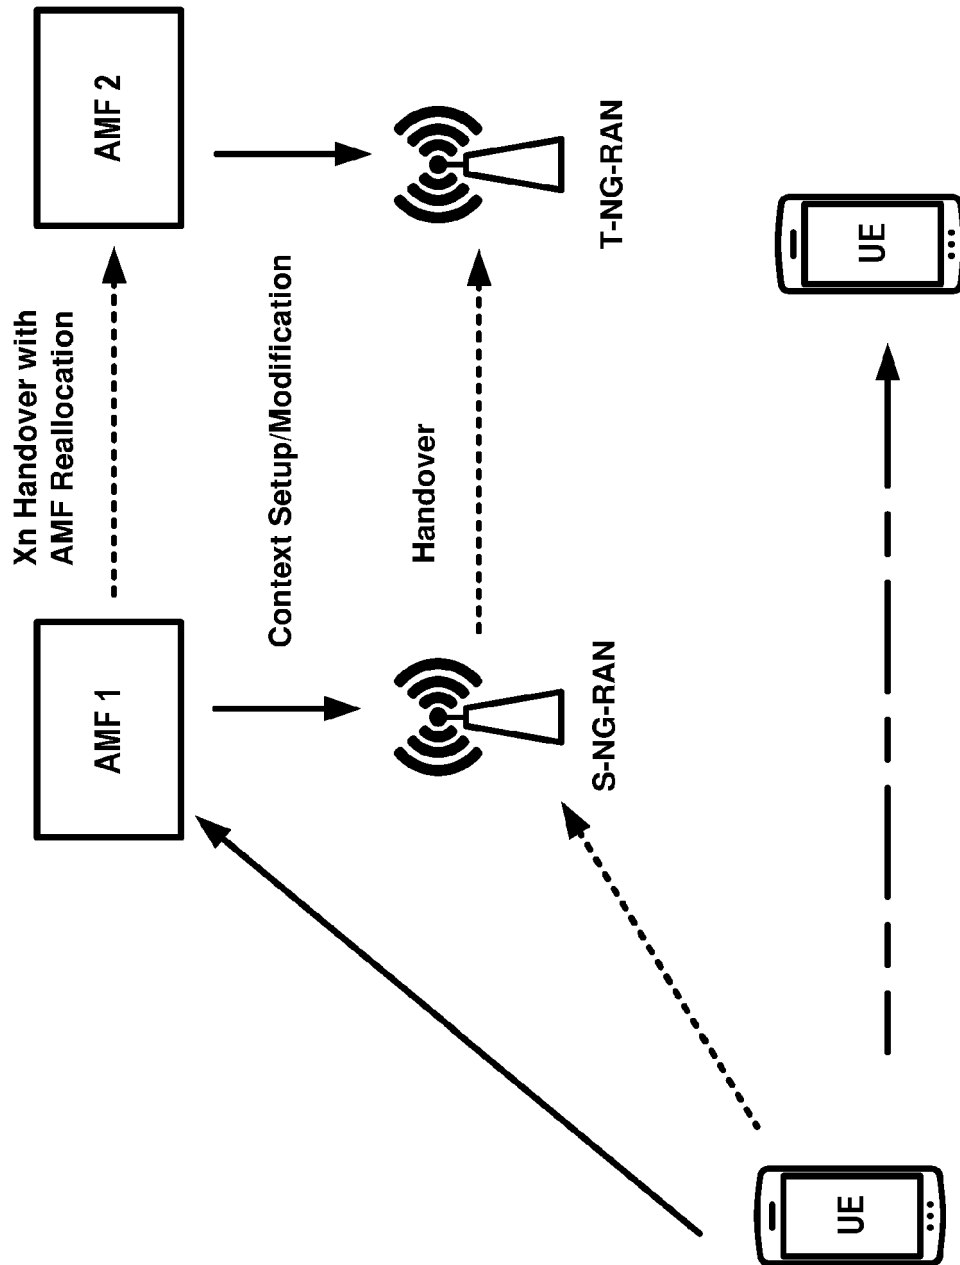 AMF 1
Xn Handover with
AMF Reallocation
AMF 2
Context Setup/Modification
Handover
S-NG-RAN
T-NG-RAN
UE
UE